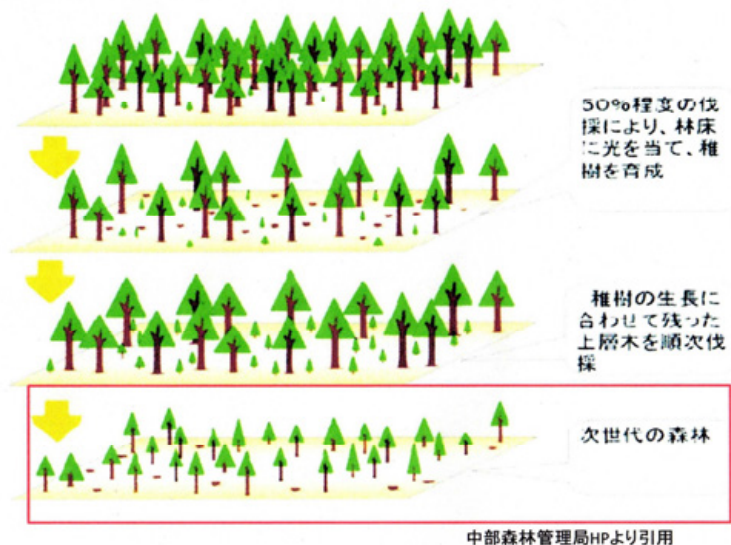 50%程度の伐
採により、林床
に光を当て、稚
樹を育成
稚樹の生長に
合わせて残った
上層木を順次伐
採
次世代の森林
中部森林管理局HPより引用